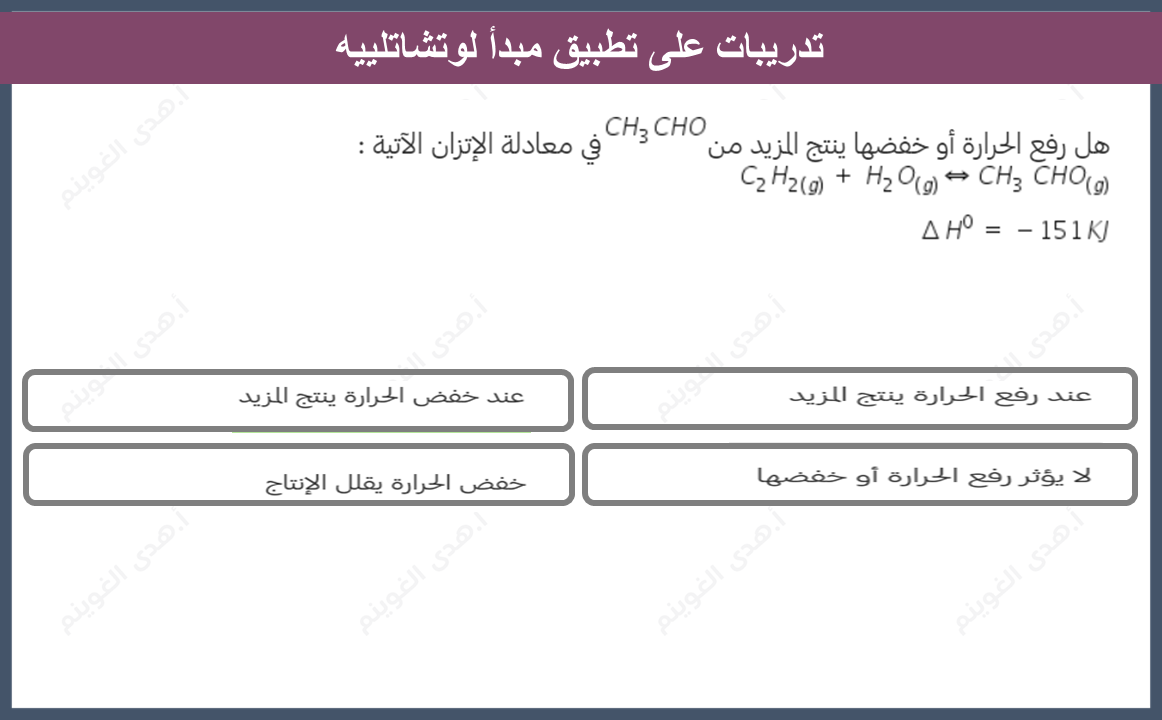 تدريبات على تطبيق مبدأ لوتشاتلييه
هل رفع الحرارة أو خفضها ينتج المزيد من CH₃ CHO في معادلة الإتزان الآتية :
C₂ H₂(g) + H₂ O(g) ⇔ CH₃ CHO(g)
Δ H⁰ = − 151 KJ
عند رفع الحرارة ينتج المزيد
عند خفض الحرارة ينتج المزيد
لا يؤثر رفع الحرارة أو خفضها
خفض الحرارة يقلل الإنتاج
أ.هدى الغوينم